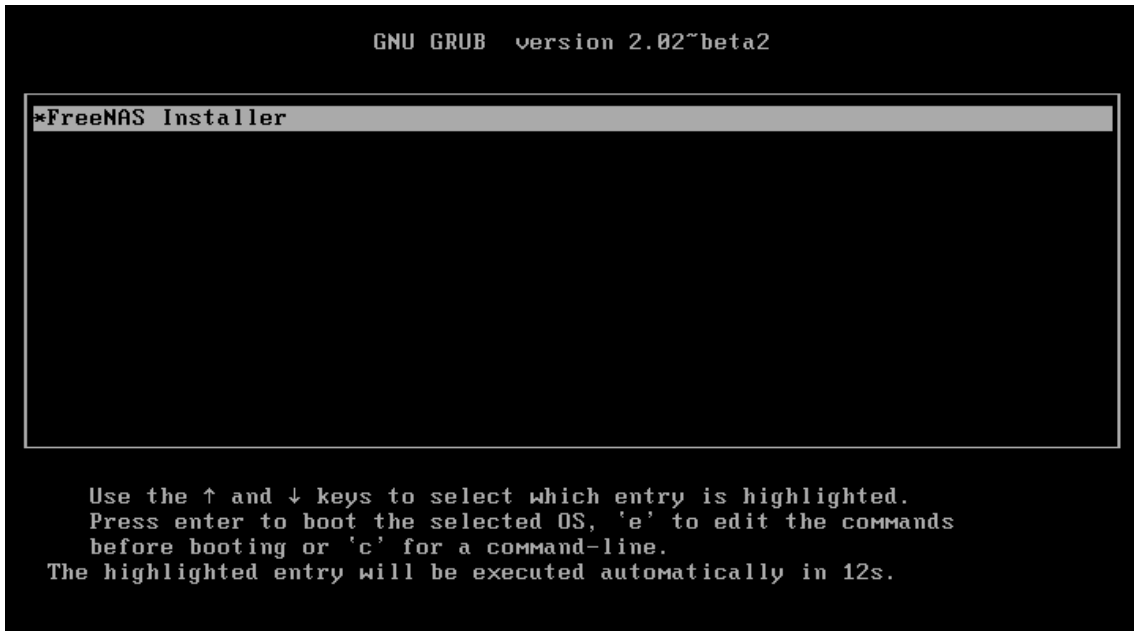 GNU GRUB  version 2.02~beta2
*FreeNAS Installer
Use the ↑ and ↓ keys to select which entry is highlighted.
Press enter to boot the selected OS, `e' to edit the commands
before booting or `c' for a command-line.
The highlighted entry will be executed automatically in 12s.